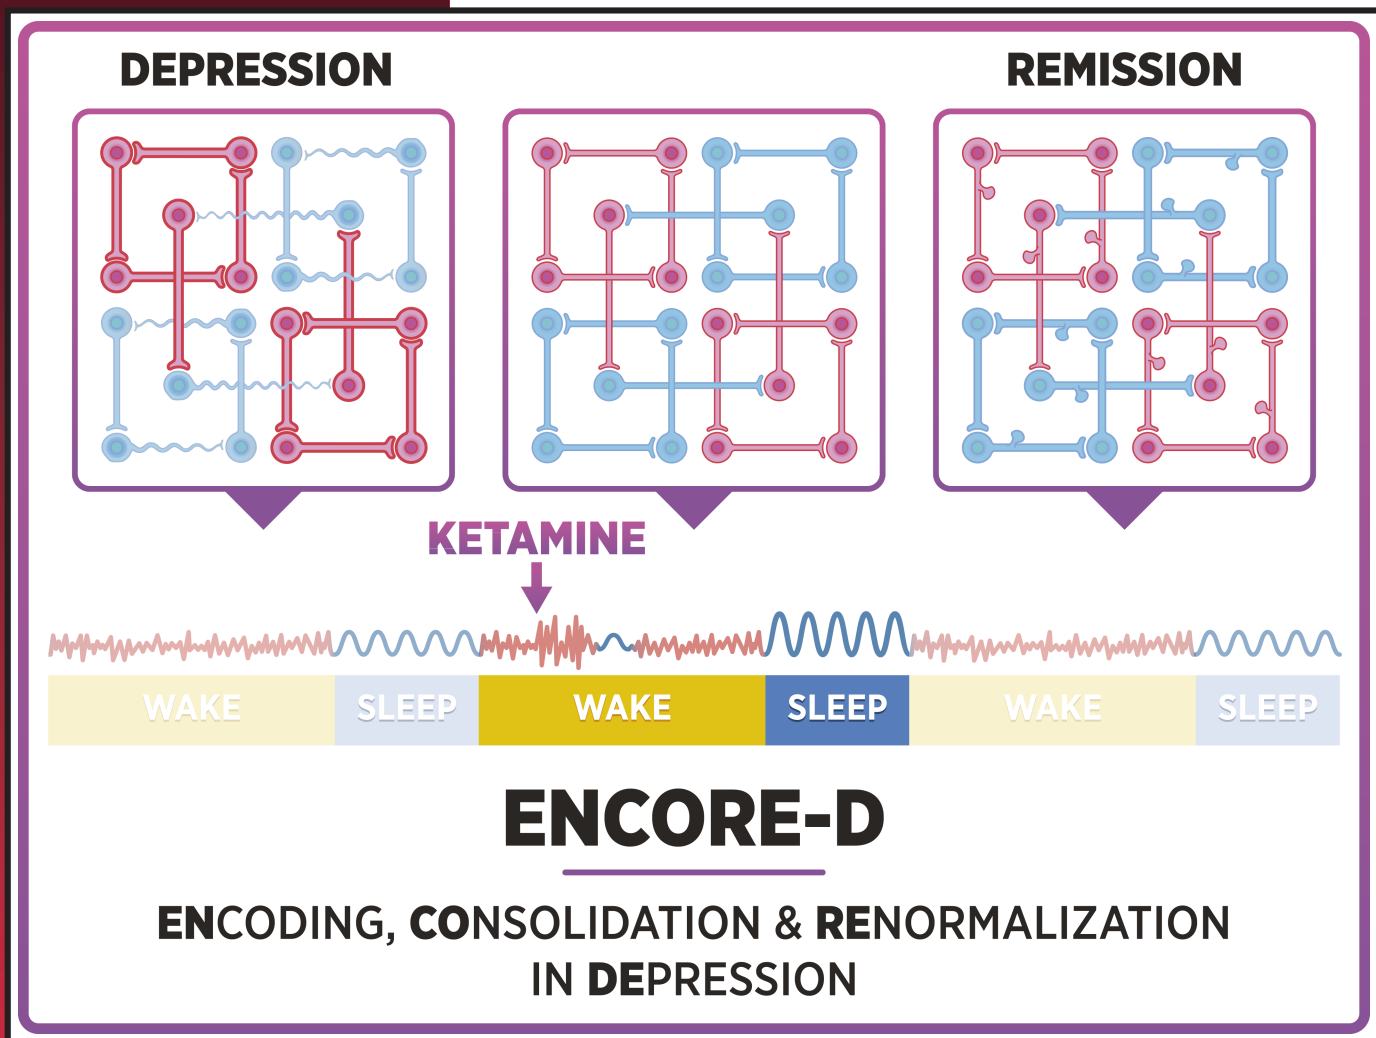 DEPRESSION
REMISSION
KETAMINE
WAKE SLEEP WAKE SLEEP WAKE SLEEP
ENCORE-D
ENCODING, CONSOLIDATION & RENORMALIZATION
IN DEPRESSION